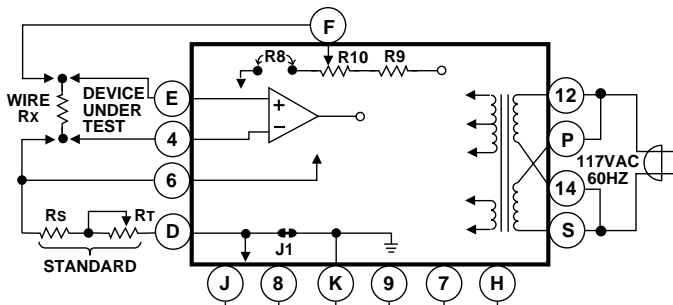 F
R8
R10
R9
WIRE
RX
DEVICE
UNDER
TEST
E
+
−
12
4
P
117VAC
60HZ
6
14
RS
RT
D
S
STANDARD
J1
J
8
K
9
7
H